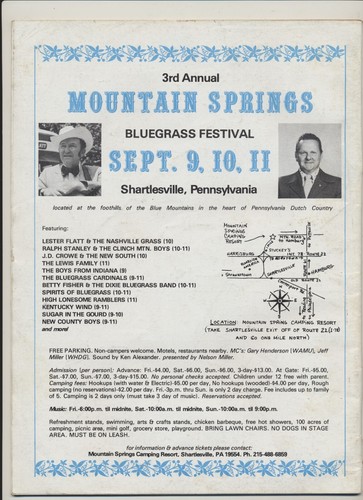 3rd Annual
MOUNTAIN SPRINGS
BLUEGRASS FESTIVAL
SEPT. 9, 10, 11
Shartlesville, Pennsylvania
located at the foothills, of the Blue Mountains in the heart of Pennsylvania Dutch Country
Featuring:
LESTER FLATT & THE NASHVILLE GRASS (10)
RALPH STANLEY & THE CLINCH MTN. BOYS (10-11)
J.D. CROWE & THE NEW SOUTH (10)
THE LEWIS FAMILY (11)
THE BOYS FROM INDIANA (9)
THE BLUEGRASS CARDINALS (9-11)
BETTY FISHER & THE DIXIE BLUEGRASS BAND (10-11)
SPIRITS OF BLUEGRASS (10-11)
HIGH LONESOME RAMBLERS (11)
KENTUCKY WIND (9-11)
SUGAR IN THE GOURD (9-10)
NEW COUNTY BOYS (9-11)
and more!
MOUNTAIN
SPRINGS
CAMPING
RESORT
HARRISBURG
STUCKEY'S
INT 78
SHARTLESVILLE
HAMBURG
LOCATION: MOUNTAIN SPRING CAMPING RESORT
(TAKE SHARTLESVILLE EXIT OFF OF ROUTE 22(I-78)
AND GO ONE MILE NORTH)
FREE PARKING. Non-campers welcome. Motels, restaurants nearby. MC's: Gary Henderson (WAMU), Jeff
Miller (WHDG). Sound by Ken Alexander. presented by Nelson Miller.
Admission (per person): Advance: Fri.-$4.00, Sat.-$6.00, Sun.-$6.00, 3-day-$13.00. At Gate: Fri.-$5.00,
Sat.-$7.00, Sun.-$7.00, 3-day-$15.00. No personal checks accepted. Children under 12 free with parent.
Camping fees: Hookups (with water & Electric)-$5.00 per day, No hookups (wooded)-$4.00 per day, Rough
camping (no reservations)-$2.00 per day. Fri.-3p.m. thru Sun. is only 2 day charge. Fee includes up to family
of 5. Camping is 2 days only (must take 3 day of music). Reservations accepted.
Music: Fri.-6:00p.m. til midnite, Sat.-10:00a.m. til midnite, Sun.-10:00a.m. til 9:00p.m.
Refreshment stands, swimming, arts & crafts stands, chicken barbeque, free hot showers, 100 acres of
camping, picnic area, mini golf, grocery store, playground. BRING LAWN CHAIRS. NO DOGS IN STAGE
AREA. MUST BE ON LEASH.
for information & advance tickets please contact:
Mountain Springs Camping Resort, Shartlesville, PA 19554. Ph. 215-488-6859